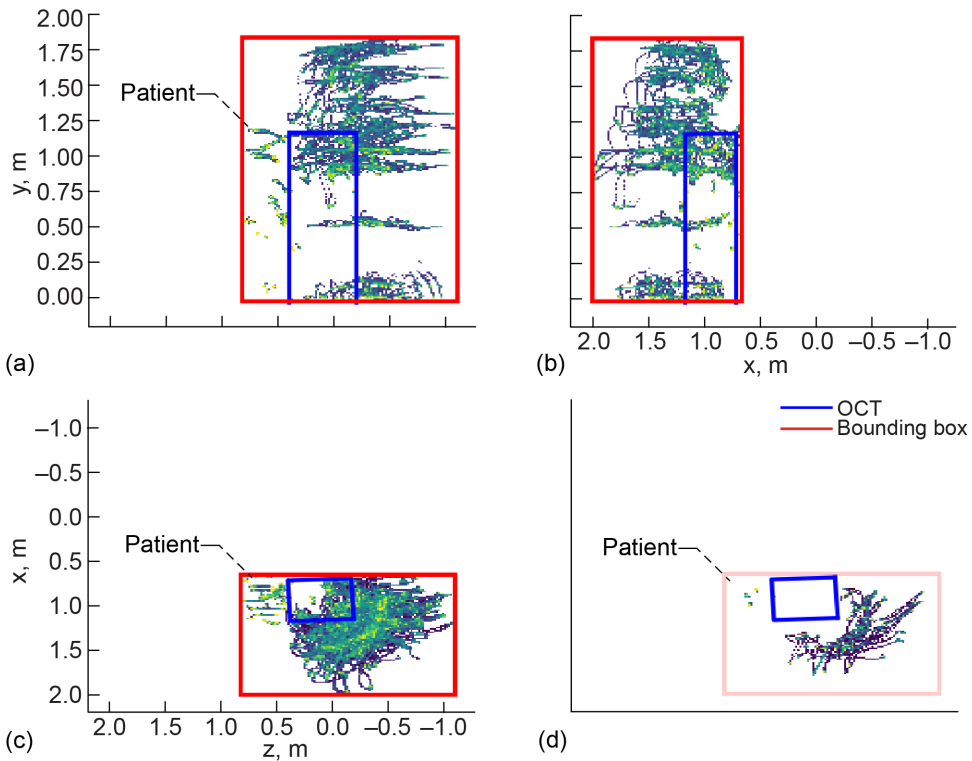 2.00
1.75
1.50
1.25
1.00
0.75
0.50
0.25
0.00
y, m
Patient
(a)
2.0 1.5 1.0 0.5 0.0 –0.5 –1.0
x, m
(b)
–1.0
–0.5
0.0
0.5
1.0
1.5
2.0
x, m
Patient
2.0 1.5 1.0 0.5 0.0 –0.5 –1.0
z, m
(c)
OCT
Bounding box
Patient
(d)